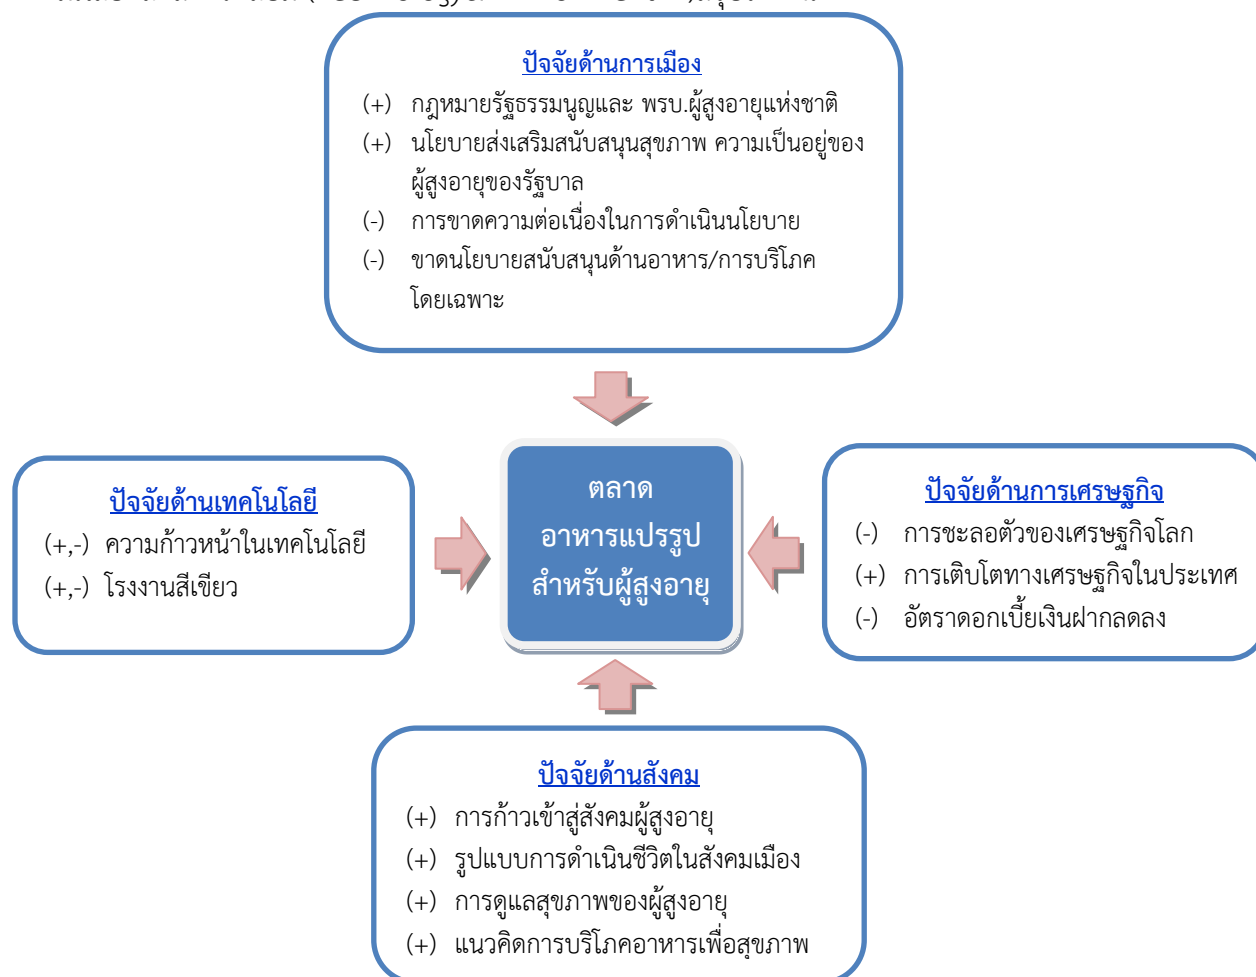 ปัจจัยด้านการเมือง
(+) กฎหมายรัฐธรรมนูญและ พรบ.ผู้สูงอายุแห่งชาติ
(+) นโยบายส่งเสริมสนับสนุนสุขภาพ ความเป็นอยู่ของ
ผู้สูงอายุของรัฐบาล
(-) การขาดความต่อเนื่องในการดำเนินนโยบาย
(-) ขาดนโยบายสนับสนุนด้านอาหาร/การบริโภค
โดยเฉพาะ
ปัจจัยด้านเทคโนโลยี
(+,-) ความก้าวหน้าในเทคโนโลยี
(+,-) โรงงานสีเขียว
ตลาด
อาหารแปรรูป
สำหรับผู้สูงอายุ
ปัจจัยด้านการเศรษฐกิจ
(-) การชะลอตัวของเศรษฐกิจโลก
(+) การเติบโตทางเศรษฐกิจในประเทศ
(-) อัตราดอกเบี้ยเงินฝากลดลง
ปัจจัยด้านสังคม
(+) การก้าวเข้าสู่สังคมผู้สูงอายุ
(+) รูปแบบการดำเนินชีวิตในสังคมเมือง
(+) การดูแลสุขภาพของผู้สูงอายุ
(+) แนวคิดการบริโภคอาหารเพื่อสุขภาพ